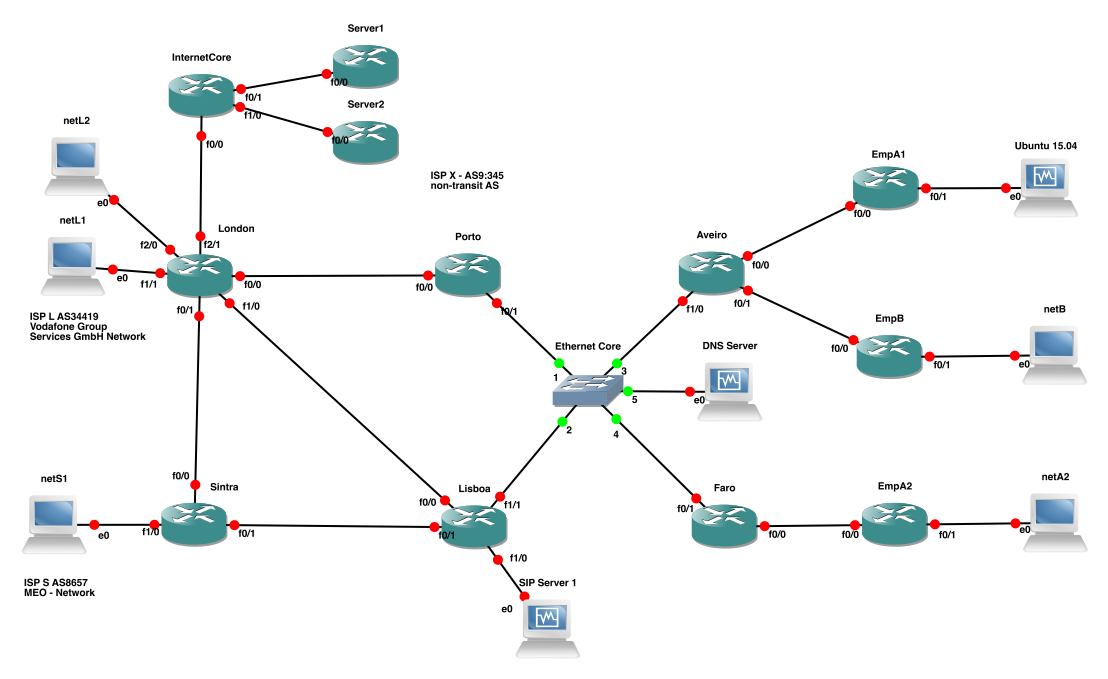 Server1
InternetCore
f0/0
f0/1
Server2
f1/0
f0/0
netL2
f0/0
Ubuntu 15.04
EmpA1
ISP X - AS9:345
non-transit AS
e0
f0/1
e0
f0/0
netL1
London
Porto
Aveiro
f2/0
f2/1
f0/0
e0
f1/1
f0/0
f0/0
f0/1
f0/1
f1/0
f0/1
f1/0
ISP L AS34419
Vodafone Group
Services GmbH Network
EmpB
netB
f0/0
Ethernet Core
DNS Server
1
3
f0/1
e0
5
e0
2
4
f0/0
netS1
Sintra
Lisboa
f0/0
f1/1
Faro
EmpA2
netA2
f0/1
e0
f1/0
f0/1
f0/1
f0/0
f0/0
f0/1
e0
f1/0
ISP S AS8657
MEO - Network
SIP Server 1
e0